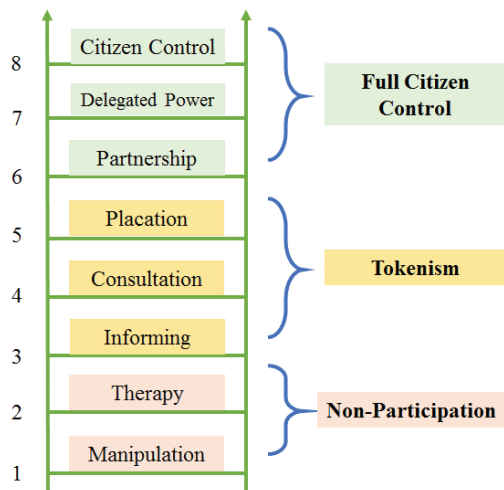 8
Citizen Control
7
Delegated Power
6
Partnership
Full Citizen
Control
5
Placation
4
Consultation
3
Informing
Tokenism
2
Therapy
1
Manipulation
Non-Participation